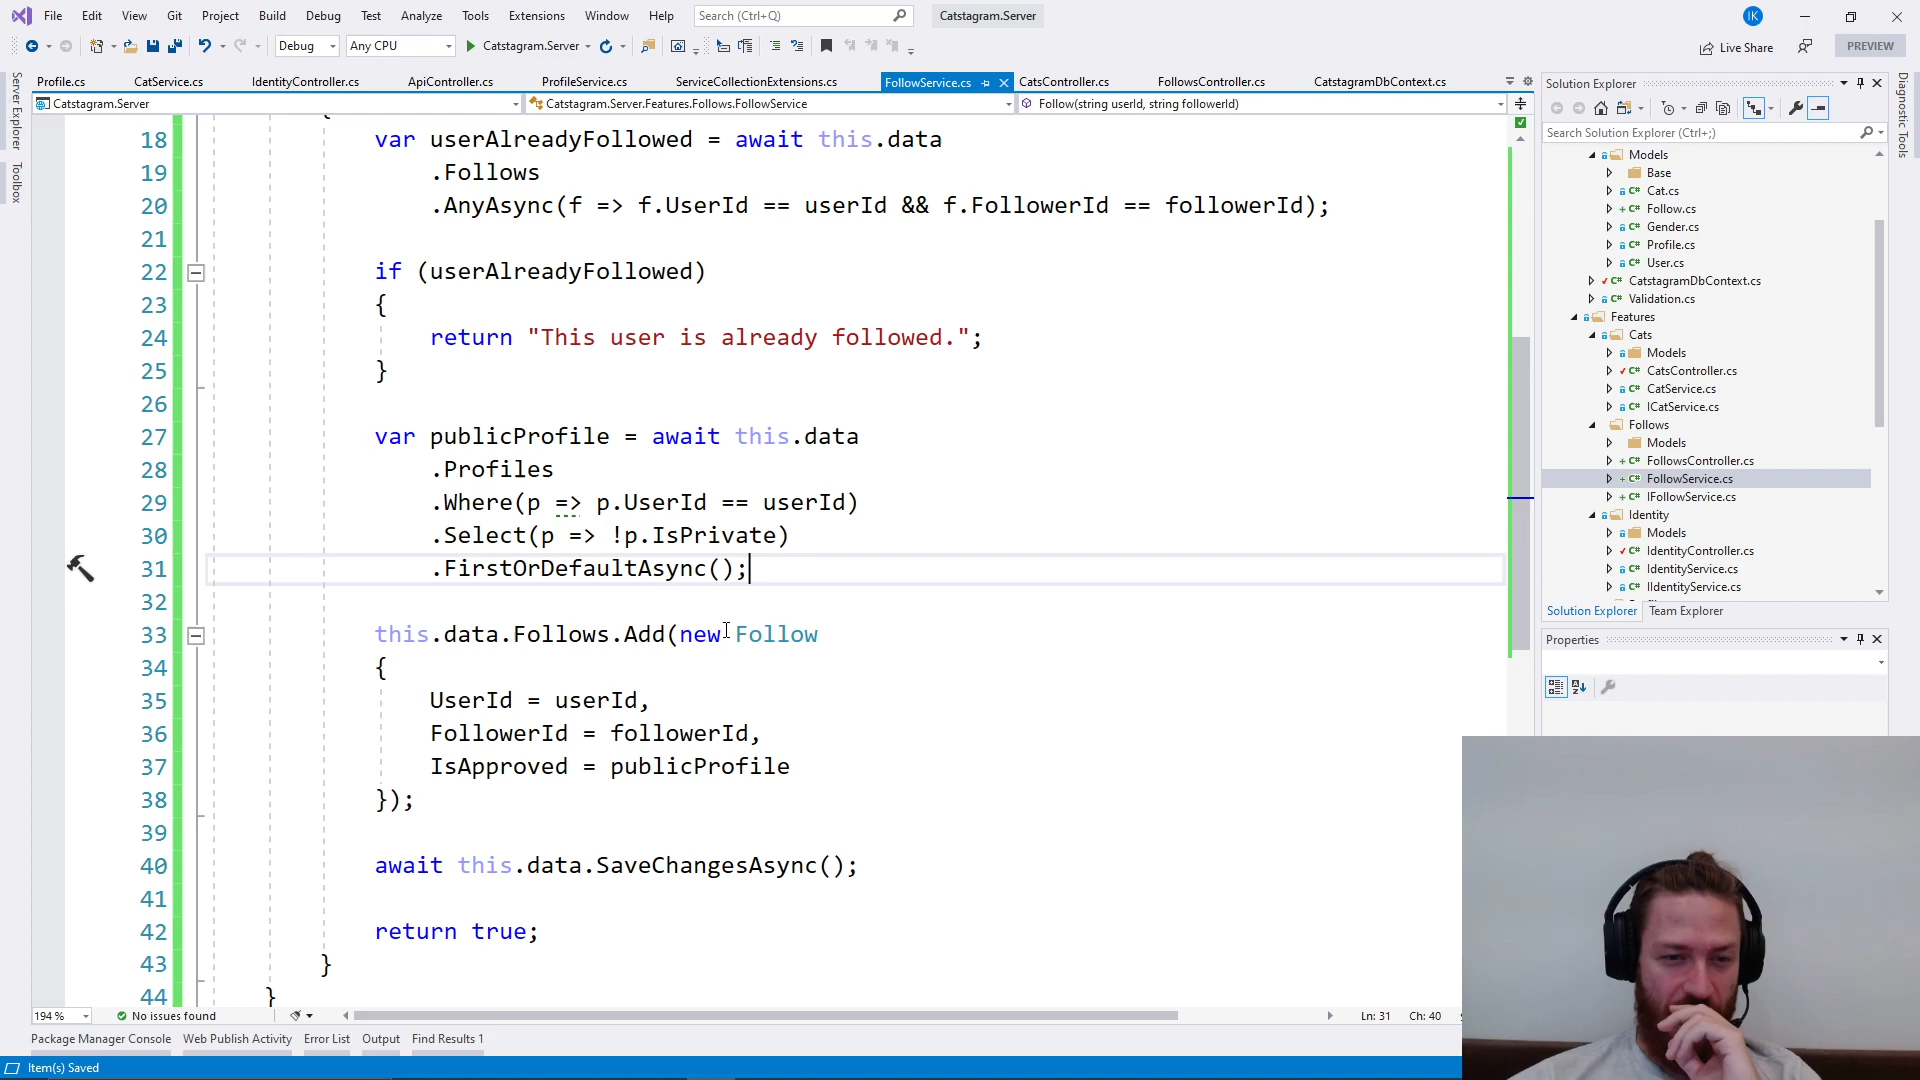 File Edit View Git Project Build Debug Test Analyze Tools Extensions Window Help Search (Ctrl+Q) Catstagram.Server IK
Debug Any CPU Catstagram.Server Live Share PREVIEW
Profile.cs CatService.cs IdentityController.cs ApiController.cs ProfileService.cs ServiceCollectionExtensions.cs FollowService.cs CatsController.cs FollowsController.cs CatstagramDbContext.cs
Catstagram.Server Catstagram.Server.Features.Follows.FollowService Follow(string userId, string followerId)
Server Explorer
Toolbox
{
18 var userAlreadyFollowed = await this.data
19 .Follows
20 .AnyAsync(f => f.UserId == userId && f.FollowerId == followerId);
21
22 if (userAlreadyFollowed)
23 {
24 return "This user is already followed.";
25 }
26
27 var publicProfile = await this.data
28 .Profiles
29 .Where(p => p.UserId == userId)
30 .Select(p => !p.IsPrivate)
31 .FirstOrDefaultAsync();
32
33 this.data.Follows.Add(new Follow
34 {
35 UserId = userId,
36 FollowerId = followerId,
37 IsApproved = publicProfile
38 });
39
40 await this.data.SaveChangesAsync();
41
42 return true;
43 }
44 }
194 % No issues found Ln: 31 Ch: 40
Package Manager Console Web Publish Activity Error List Output Find Results 1
Item(s) Saved
Solution Explorer
Search Solution Explorer (Ctrl+;)
Models
Base
C# Cat.cs
C# Follow.cs
C# Gender.cs
C# Profile.cs
C# User.cs
C# CatstagramDbContext.cs
C# Validation.cs
Features
Cats
Models
C# CatsController.cs
C# CatService.cs
C# ICatService.cs
Follows
Models
C# FollowsController.cs
C# FollowService.cs
C# IFollowService.cs
Identity
Models
C# IdentityController.cs
C# IdentityService.cs
C# IIdentityService.cs
Solution Explorer Team Explorer
Properties
Diagnostic Tools